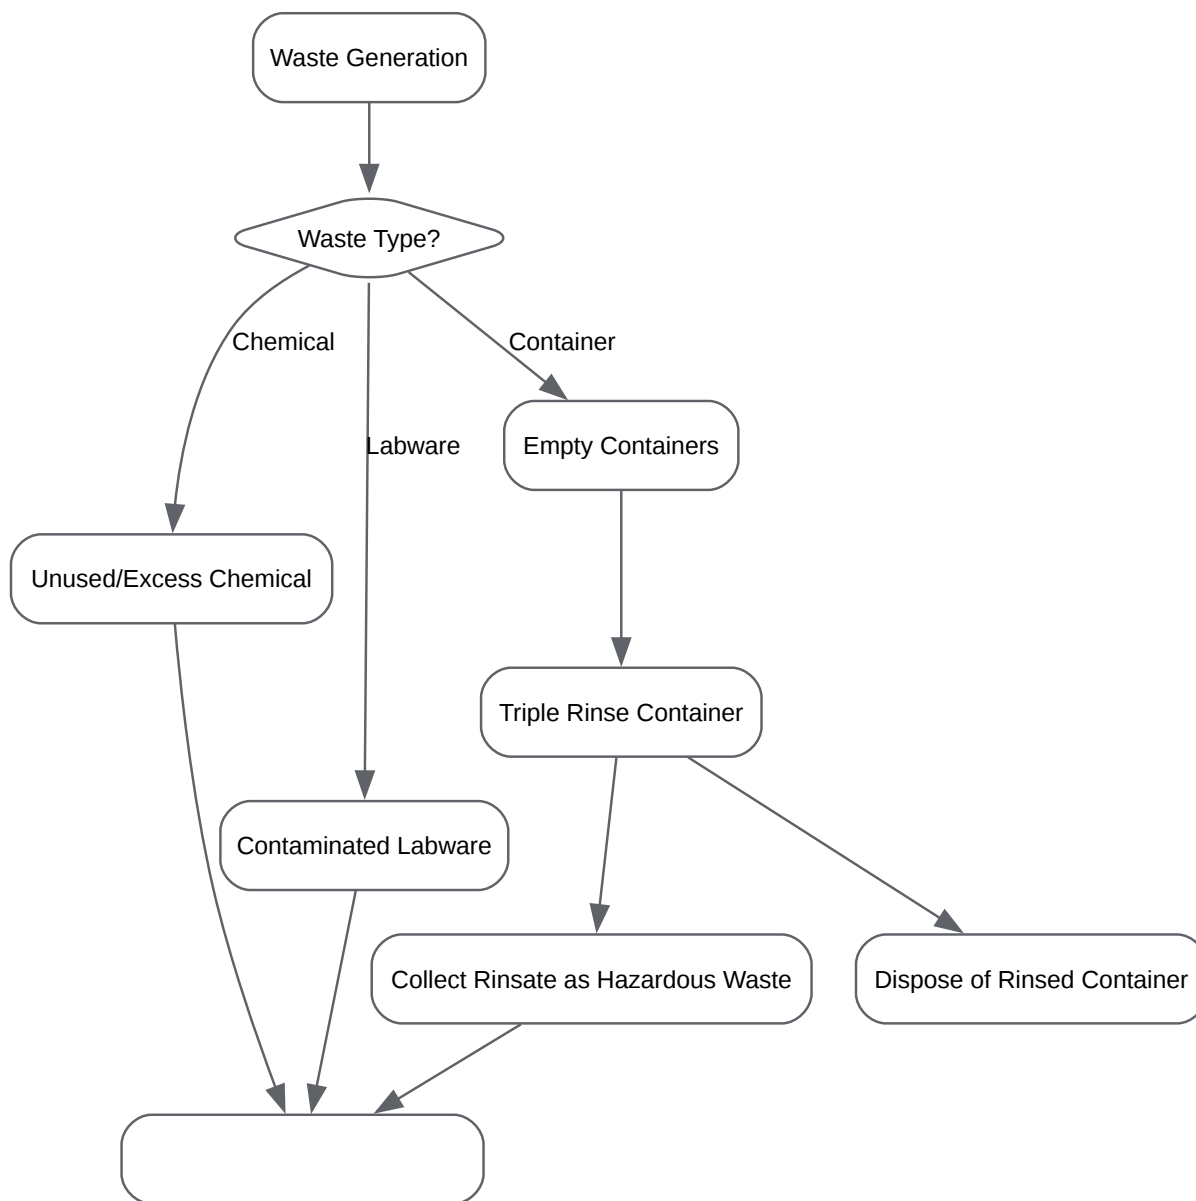 Waste Generation
Waste Type?
Chemical
Container
Labware
Empty Containers
Unused/Excess Chemical
Triple Rinse Container
Contaminated Labware
Collect Rinsate as Hazardous Waste
Dispose of Rinsed Container